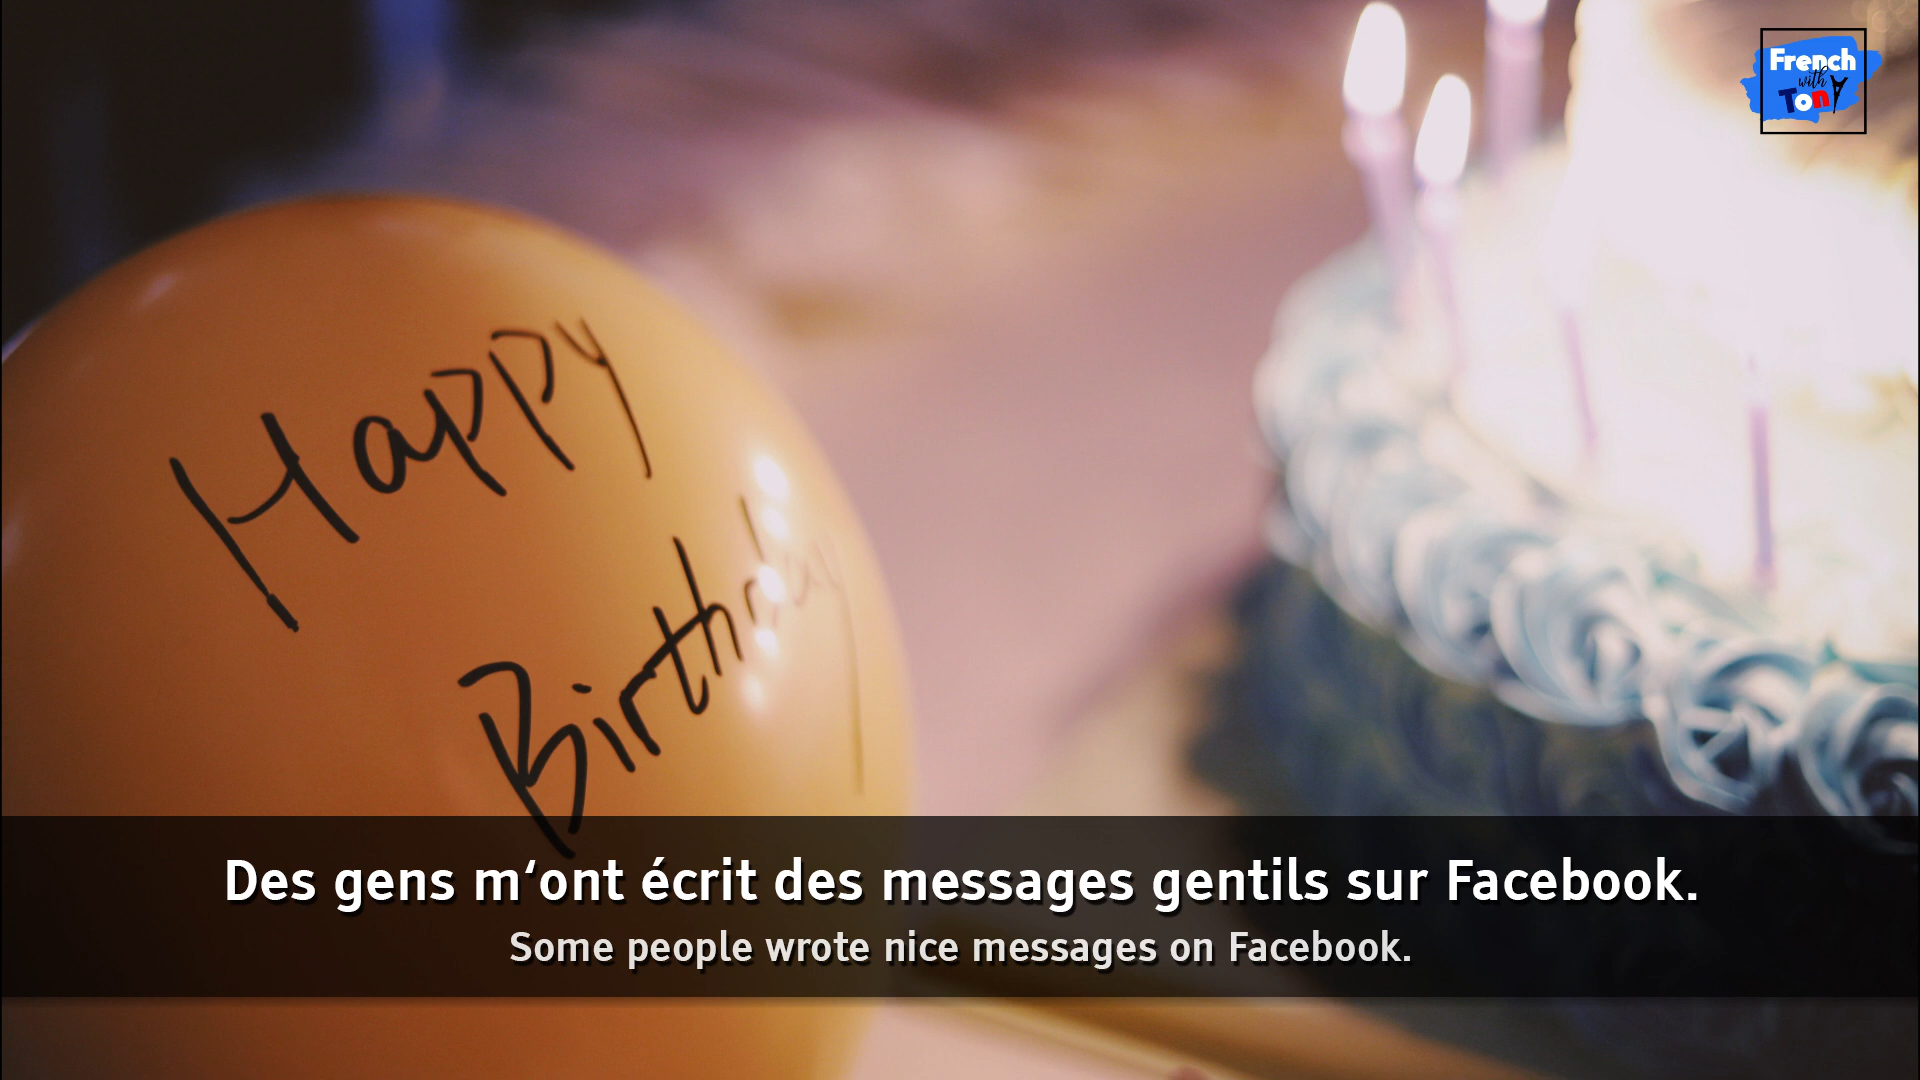 French
with
Tony
Happy
Birthday
Des gens m‘ont écrit des messages gentils sur Facebook.
Some people wrote nice messages on Facebook.